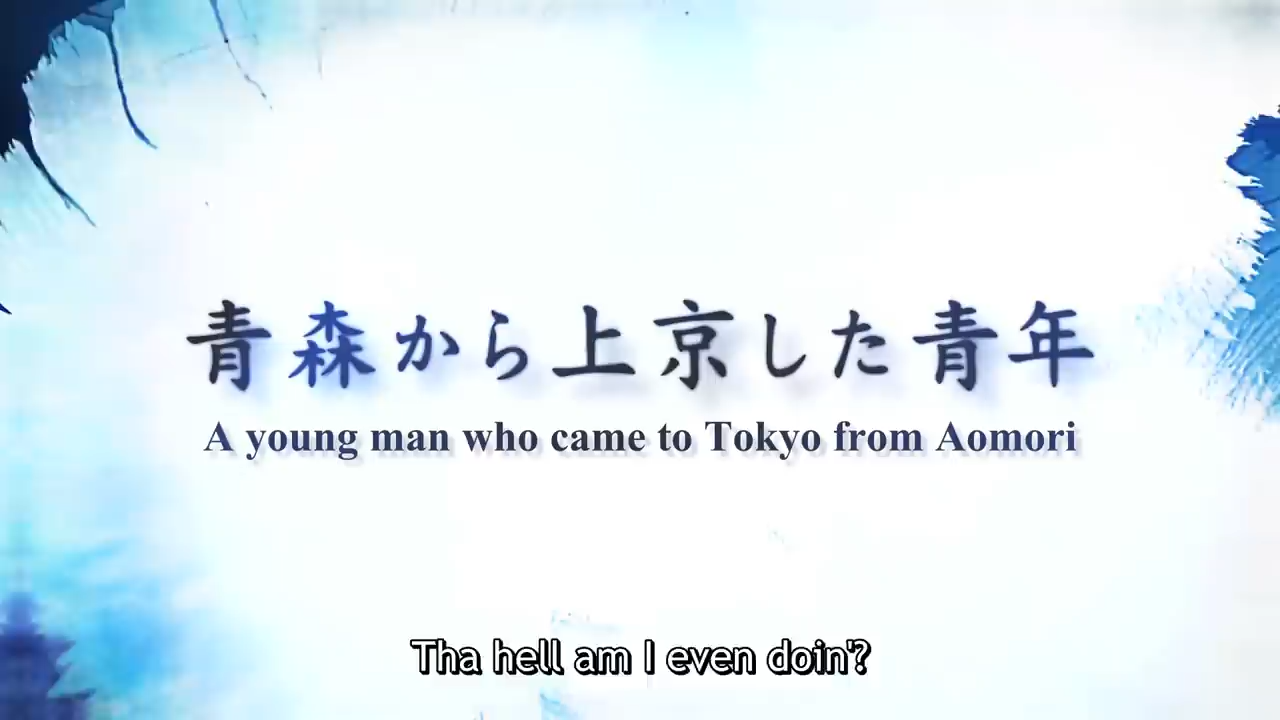 青森から上京した青年
A young man who came to Tokyo from Aomori
Tha hell am I even doin'?